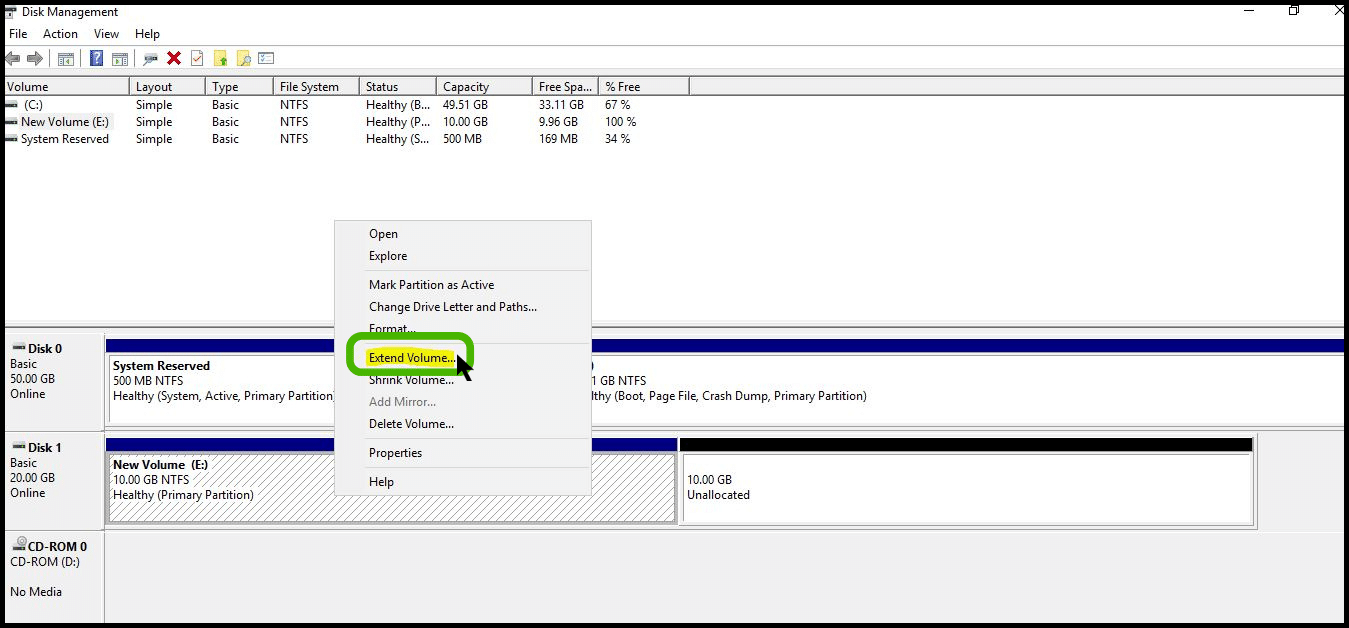 Disk Management
File Action View Help
Volume Layout Type File System Status Capacity Free Spa... % Free
(C:) Simple Basic NTFS Healthy (B... 49.51 GB 33.11 GB 67 %
New Volume (E:) Simple Basic NTFS Healthy (P... 10.00 GB 9.96 GB 100 %
System Reserved Simple Basic NTFS Healthy (S... 500 MB 169 MB 34 %
Open
Explore
Mark Partition as Active
Change Drive Letter and Paths...
Format...
Extend Volume...
Shrink Volume...
Add Mirror...
Delete Volume...
Properties
Help
Disk 0
Basic
50.00 GB
Online
System Reserved
500 MB NTFS
Healthy (System, Active, Primary Partition)
)
1 GB NTFS
lthy (Boot, Page File, Crash Dump, Primary Partition)
Disk 1
Basic
20.00 GB
Online
New Volume (E:)
10.00 GB NTFS
Healthy (Primary Partition)
10.00 GB
Unallocated
CD-ROM 0
CD-ROM (D:)
No Media